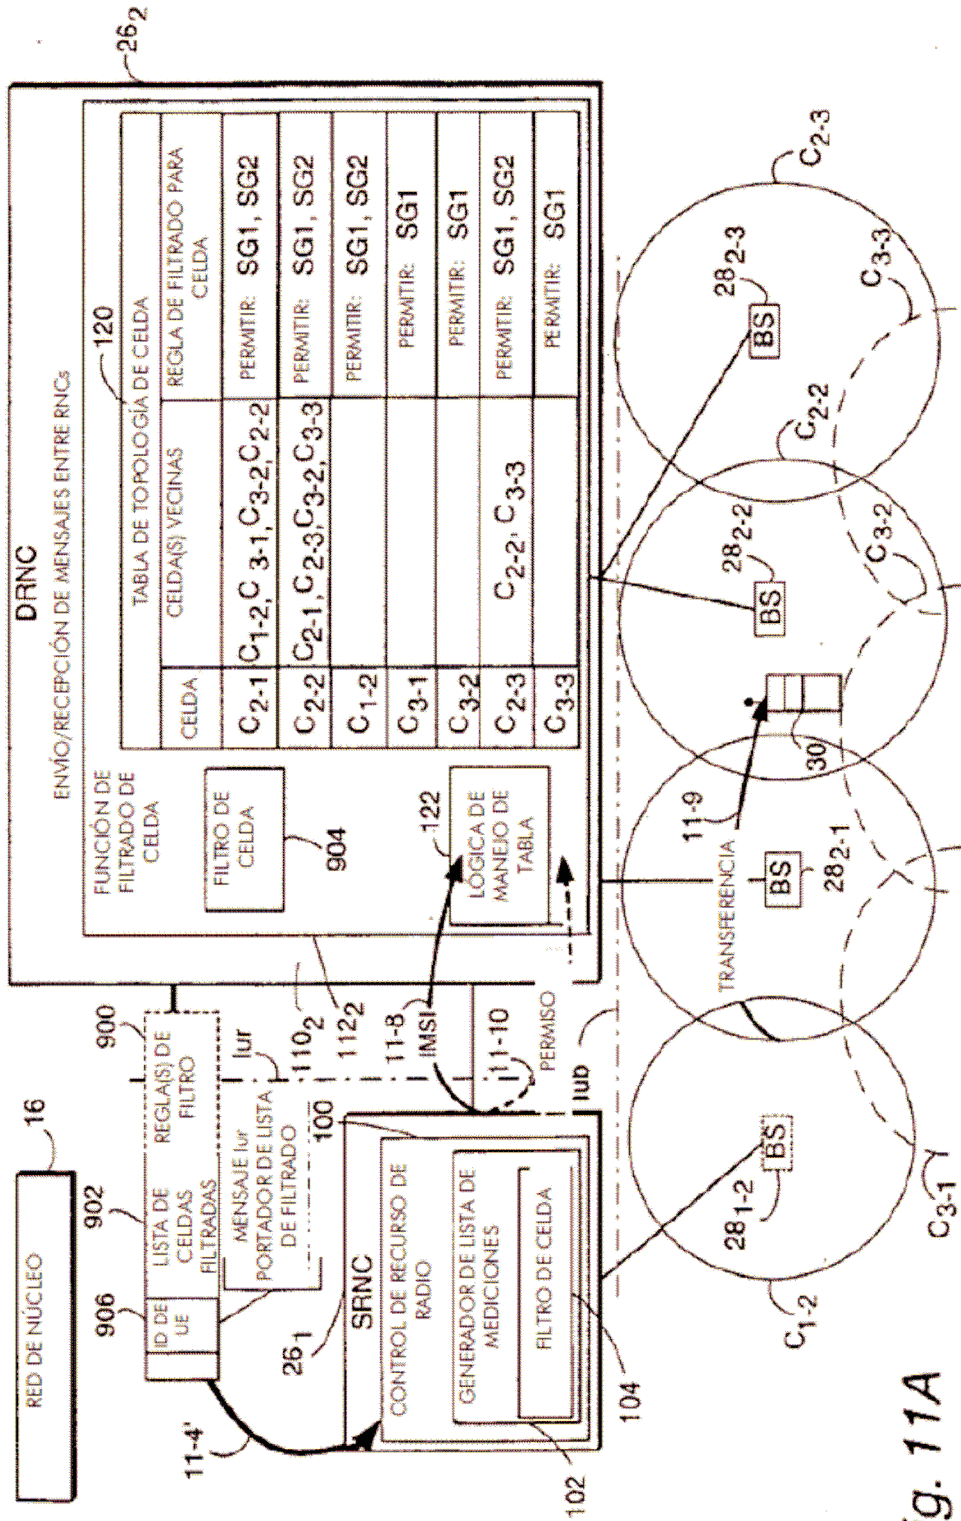 16
RED DE NÚCLEO
906
902
900
ID DE
UE
LISTA DE
CELDAS
FILTRADAS
REGLA(S) DE
FILTRO
11-4'
MENSAJE Iur
PORTADOR DE LISTA
DE FILTRADO
Iur
26₁
100
SRNC
CONTROL DE RECURSO DE
RADIO
GENERADOR DE LISTA DE
MEDICIONES
FILTRO DE CELDA
102
104
110₂
112₂
11-8
IMSI
11-10
PERMISO
Iub
DRNC
26₂
ENVÍO/RECEPCIÓN DE MENSAJES ENTRE RNCs
FUNCIÓN DE
FILTRADO DE
CELDA
FILTRO DE
CELDA
904
122
LÓGICA DE
MANEJO DE
TABLA
120
TABLA DE TOPOLOGÍA DE CELDA
CELDA CELDA(S) VECINAS REGLA DE FILTRADO PARA
CELDA
C2-1 C1-2, C3-1, C3-2, C2-2 PERMITIR: SG1, SG2
C2-2 C2-1, C2-3, C3-2, C3-3 PERMITIR: SG1, SG2
C1-2 PERMITIR: SG1, SG2
C3-1 PERMITIR: SG1
C3-2 PERMITIR: SG1
C2-3 C2-2, C3-3 PERMITIR: SG1, SG2
C3-3 PERMITIR: SG1
TRANSFERENCIA
11-9
30
BS
28₁₋₂
BS
28₂₋₁
BS
28₂₋₂
BS
28₂₋₃
C1-2
C3-1
C3-2
C2-2
C3-3
C2-3
ig. 11A